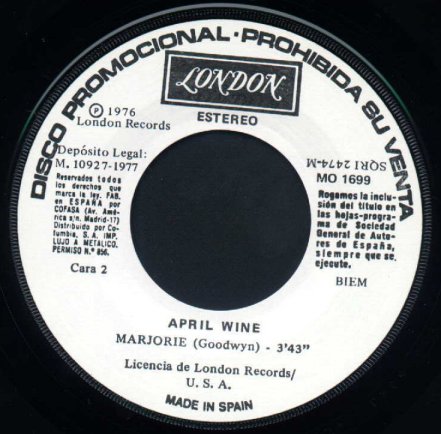 DISCO PROMOCIONAL · PROHIBIDA SU VENTA
LONDON
ESTEREO
Ⓟ 1976
London Records
Depósito Legal:
M. 10927-1977
Reservados todos
los derechos que
marca la ley. FAB.
en ESPAÑA por
COFASA (Av. Amé-
rica s/n. Madrid-17)
Distribuido por Co-
lumbia, S. A. IMP.
LUJO A METALICO.
PERMISO N.º 856.
Cara 2
SRQI 2474-M
MO 1699
Rogamos la inclu-
sión del título en
las hojas-progra-
ma de Sociedad
General de Auto-
res de España,
siempre que se
ejecute.
BIEM
APRIL WINE
MARJORIE (Goodwyn) - 3'43"
Licencia de London Records/
U. S. A.
MADE IN SPAIN